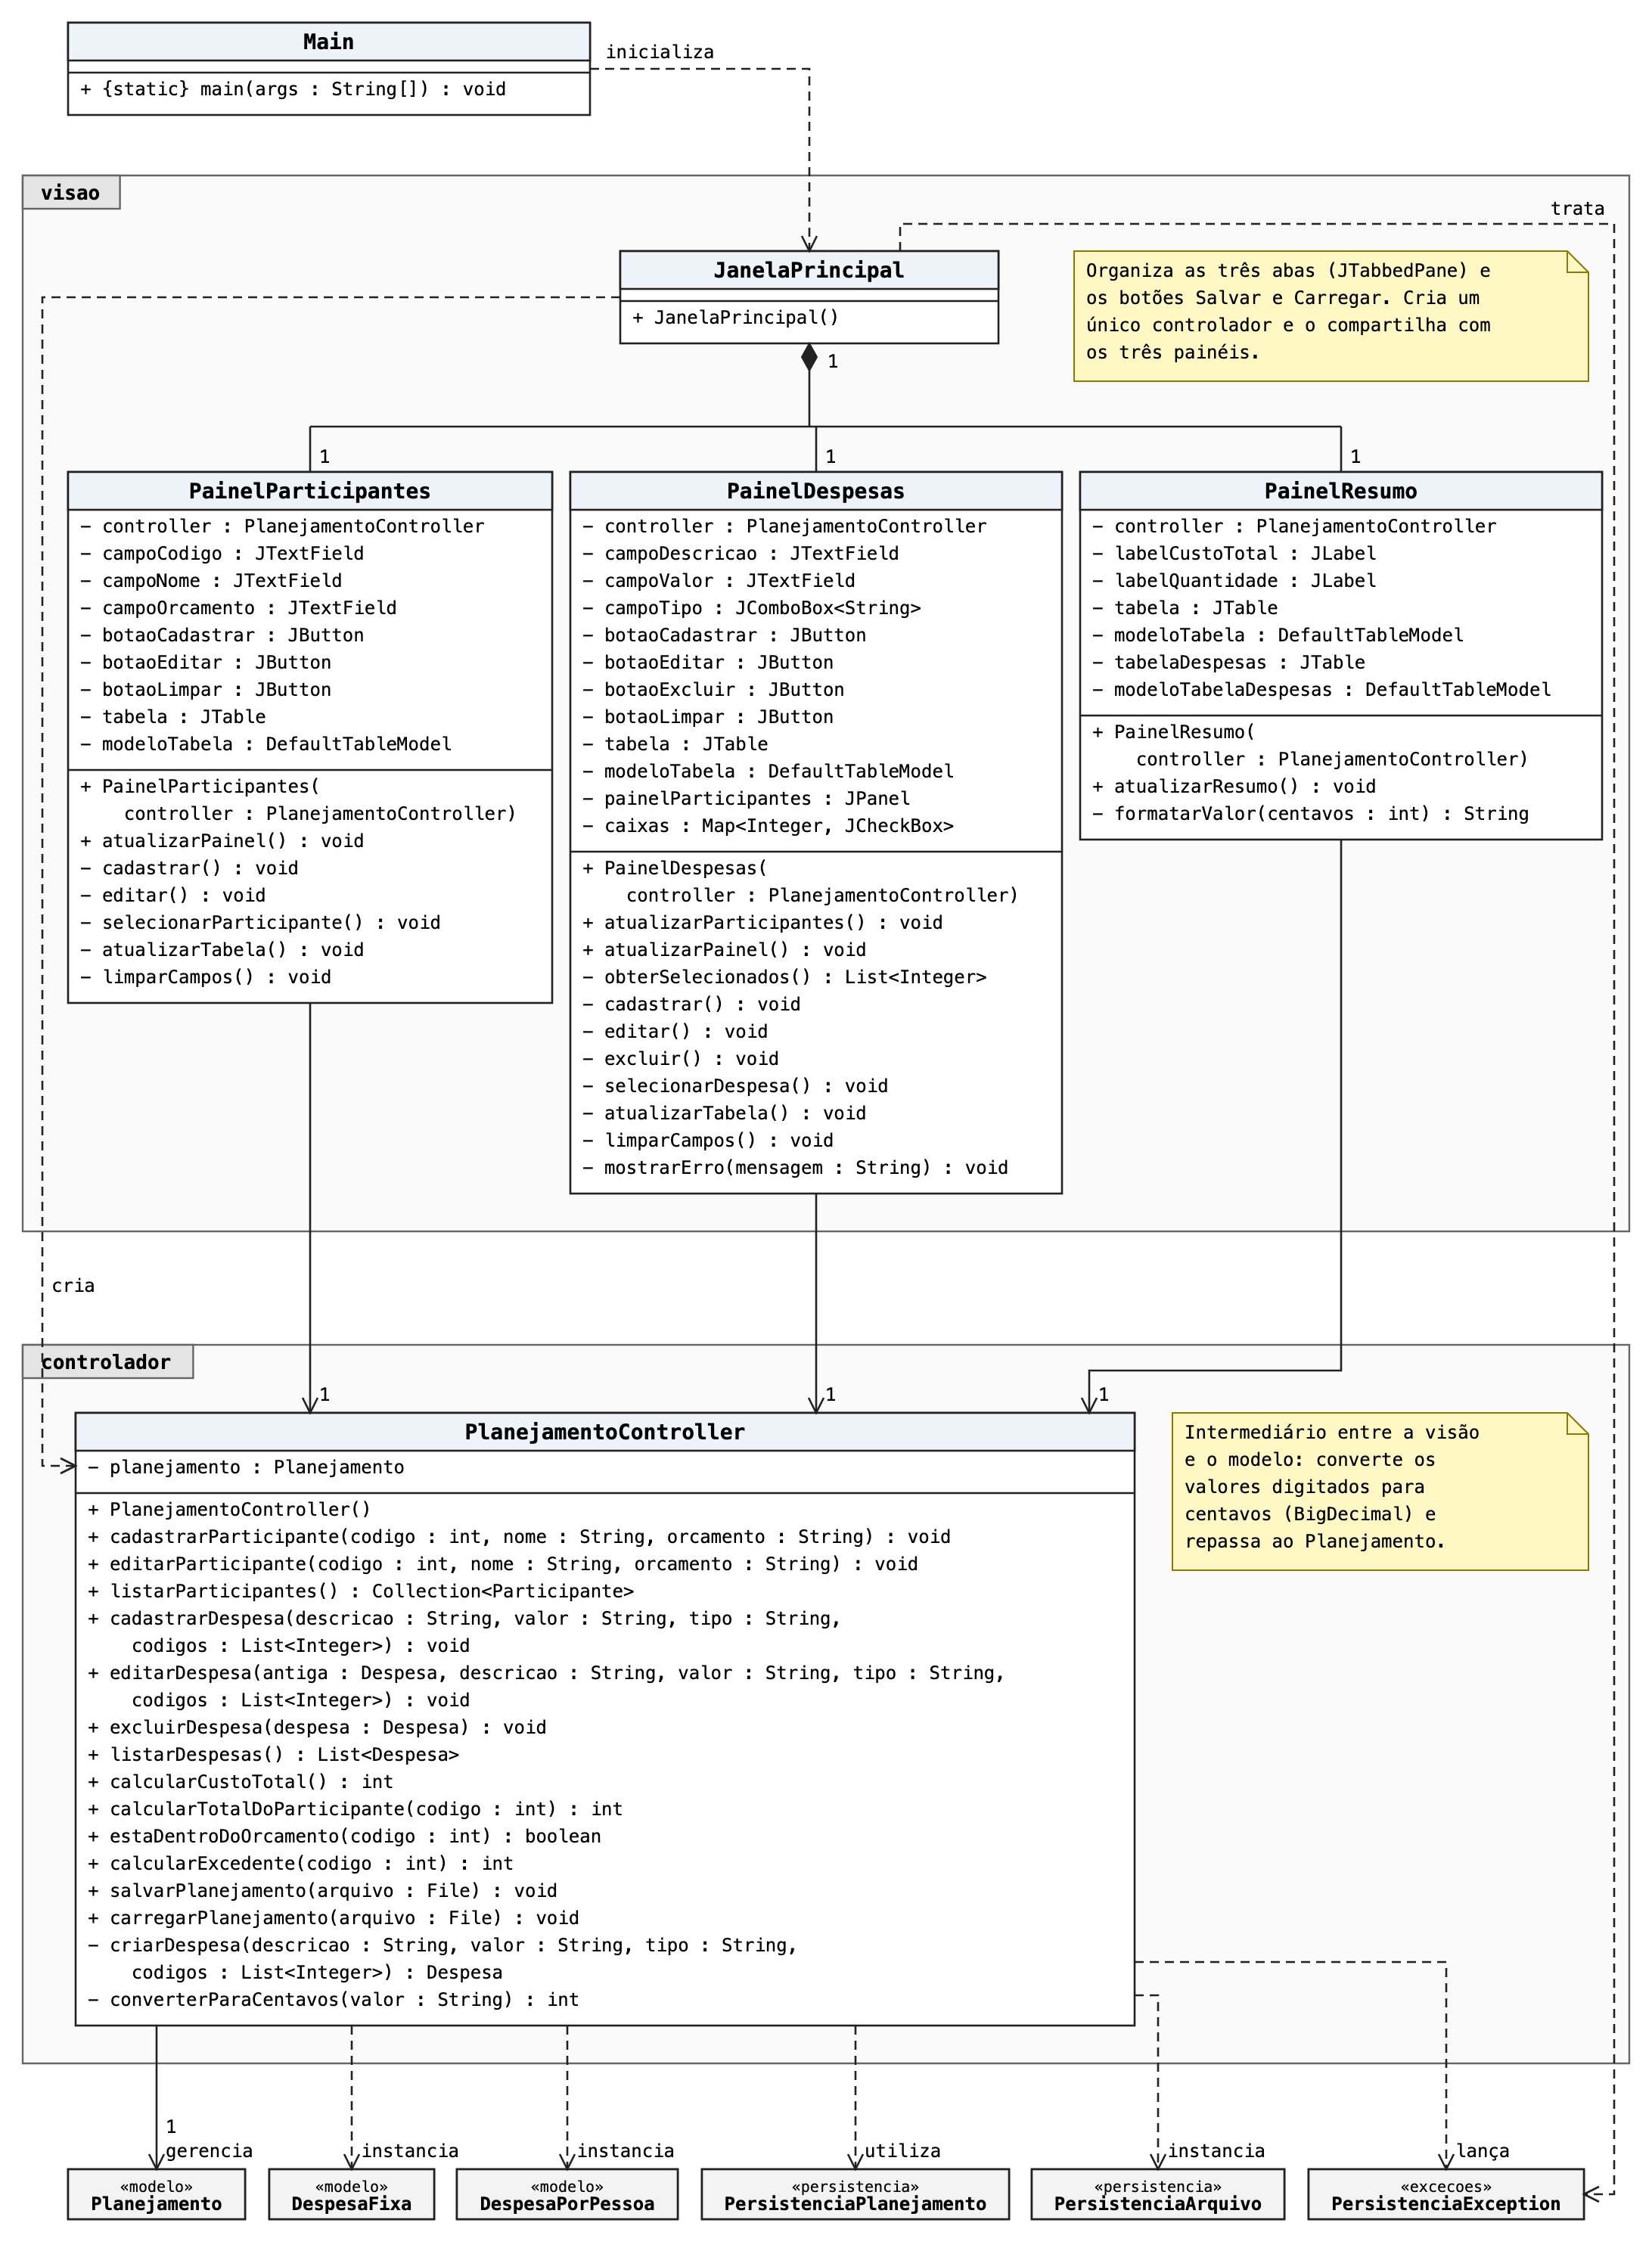 Main
+ {static} main(args : String[]) : void
inicializa
visao
trata
JanelaPrincipal
+ JanelaPrincipal()
1
Organiza as três abas (JTabbedPane) e
os botões Salvar e Carregar. Cria um
único controlador e o compartilha com
os três painéis.
1
1
1
PainelParticipantes
− controller : PlanejamentoController
− campoCodigo : JTextField
− campoNome : JTextField
− campoOrcamento : JTextField
− botaoCadastrar : JButton
− botaoEditar : JButton
− botaoLimpar : JButton
− tabela : JTable
− modeloTabela : DefaultTableModel
+ PainelParticipantes(
controller : PlanejamentoController)
+ atualizarPainel() : void
− cadastrar() : void
− editar() : void
− selecionarParticipante() : void
− atualizarTabela() : void
− limparCampos() : void
PainelDespesas
− controller : PlanejamentoController
− campoDescricao : JTextField
− campoValor : JTextField
− campoTipo : JComboBox<String>
− botaoCadastrar : JButton
− botaoEditar : JButton
− botaoExcluir : JButton
− botaoLimpar : JButton
− tabela : JTable
− modeloTabela : DefaultTableModel
− painelParticipantes : JPanel
− caixas : Map<Integer, JCheckBox>
+ PainelDespesas(
controller : PlanejamentoController)
+ atualizarParticipantes() : void
+ atualizarPainel() : void
− obterSelecionados() : List<Integer>
− cadastrar() : void
− editar() : void
− excluir() : void
− selecionarDespesa() : void
− atualizarTabela() : void
− limparCampos() : void
− mostrarErro(mensagem : String) : void
PainelResumo
− controller : PlanejamentoController
− labelCustoTotal : JLabel
− labelQuantidade : JLabel
− tabela : JTable
− modeloTabela : DefaultTableModel
− tabelaDespesas : JTable
− modeloTabelaDespesas : DefaultTableModel
+ PainelResumo(
controller : PlanejamentoController)
+ atualizarResumo() : void
− formatarValor(centavos : int) : String
cria
controlador
1
1
1
PlanejamentoController
− planejamento : Planejamento
+ PlanejamentoController()
+ cadastrarParticipante(codigo : int, nome : String, orcamento : String) : void
+ editarParticipante(codigo : int, nome : String, orcamento : String) : void
+ listarParticipantes() : Collection<Participante>
+ cadastrarDespesa(descricao : String, valor : String, tipo : String,
codigos : List<Integer>) : void
+ editarDespesa(antiga : Despesa, descricao : String, valor : String, tipo : String,
codigos : List<Integer>) : void
+ excluirDespesa(despesa : Despesa) : void
+ listarDespesas() : List<Despesa>
+ calcularCustoTotal() : int
+ calcularTotalDoParticipante(codigo : int) : int
+ estaDentroDoOrcamento(codigo : int) : boolean
+ calcularExcedente(codigo : int) : int
+ salvarPlanejamento(arquivo : File) : void
+ carregarPlanejamento(arquivo : File) : void
− criarDespesa(descricao : String, valor : String, tipo : String,
codigos : List<Integer>) : Despesa
− converterParaCentavos(valor : String) : int
Intermediário entre a visão
e o modelo: converte os
valores digitados para
centavos (BigDecimal) e
repassa ao Planejamento.
1
gerencia
instancia
instancia
utiliza
instancia
lança
«modelo»
Planejamento
«modelo»
DespesaFixa
«modelo»
DespesaPorPessoa
«persistencia»
PersistenciaPlanejamento
«persistencia»
PersistenciaArquivo
«excecoes»
PersistenciaException